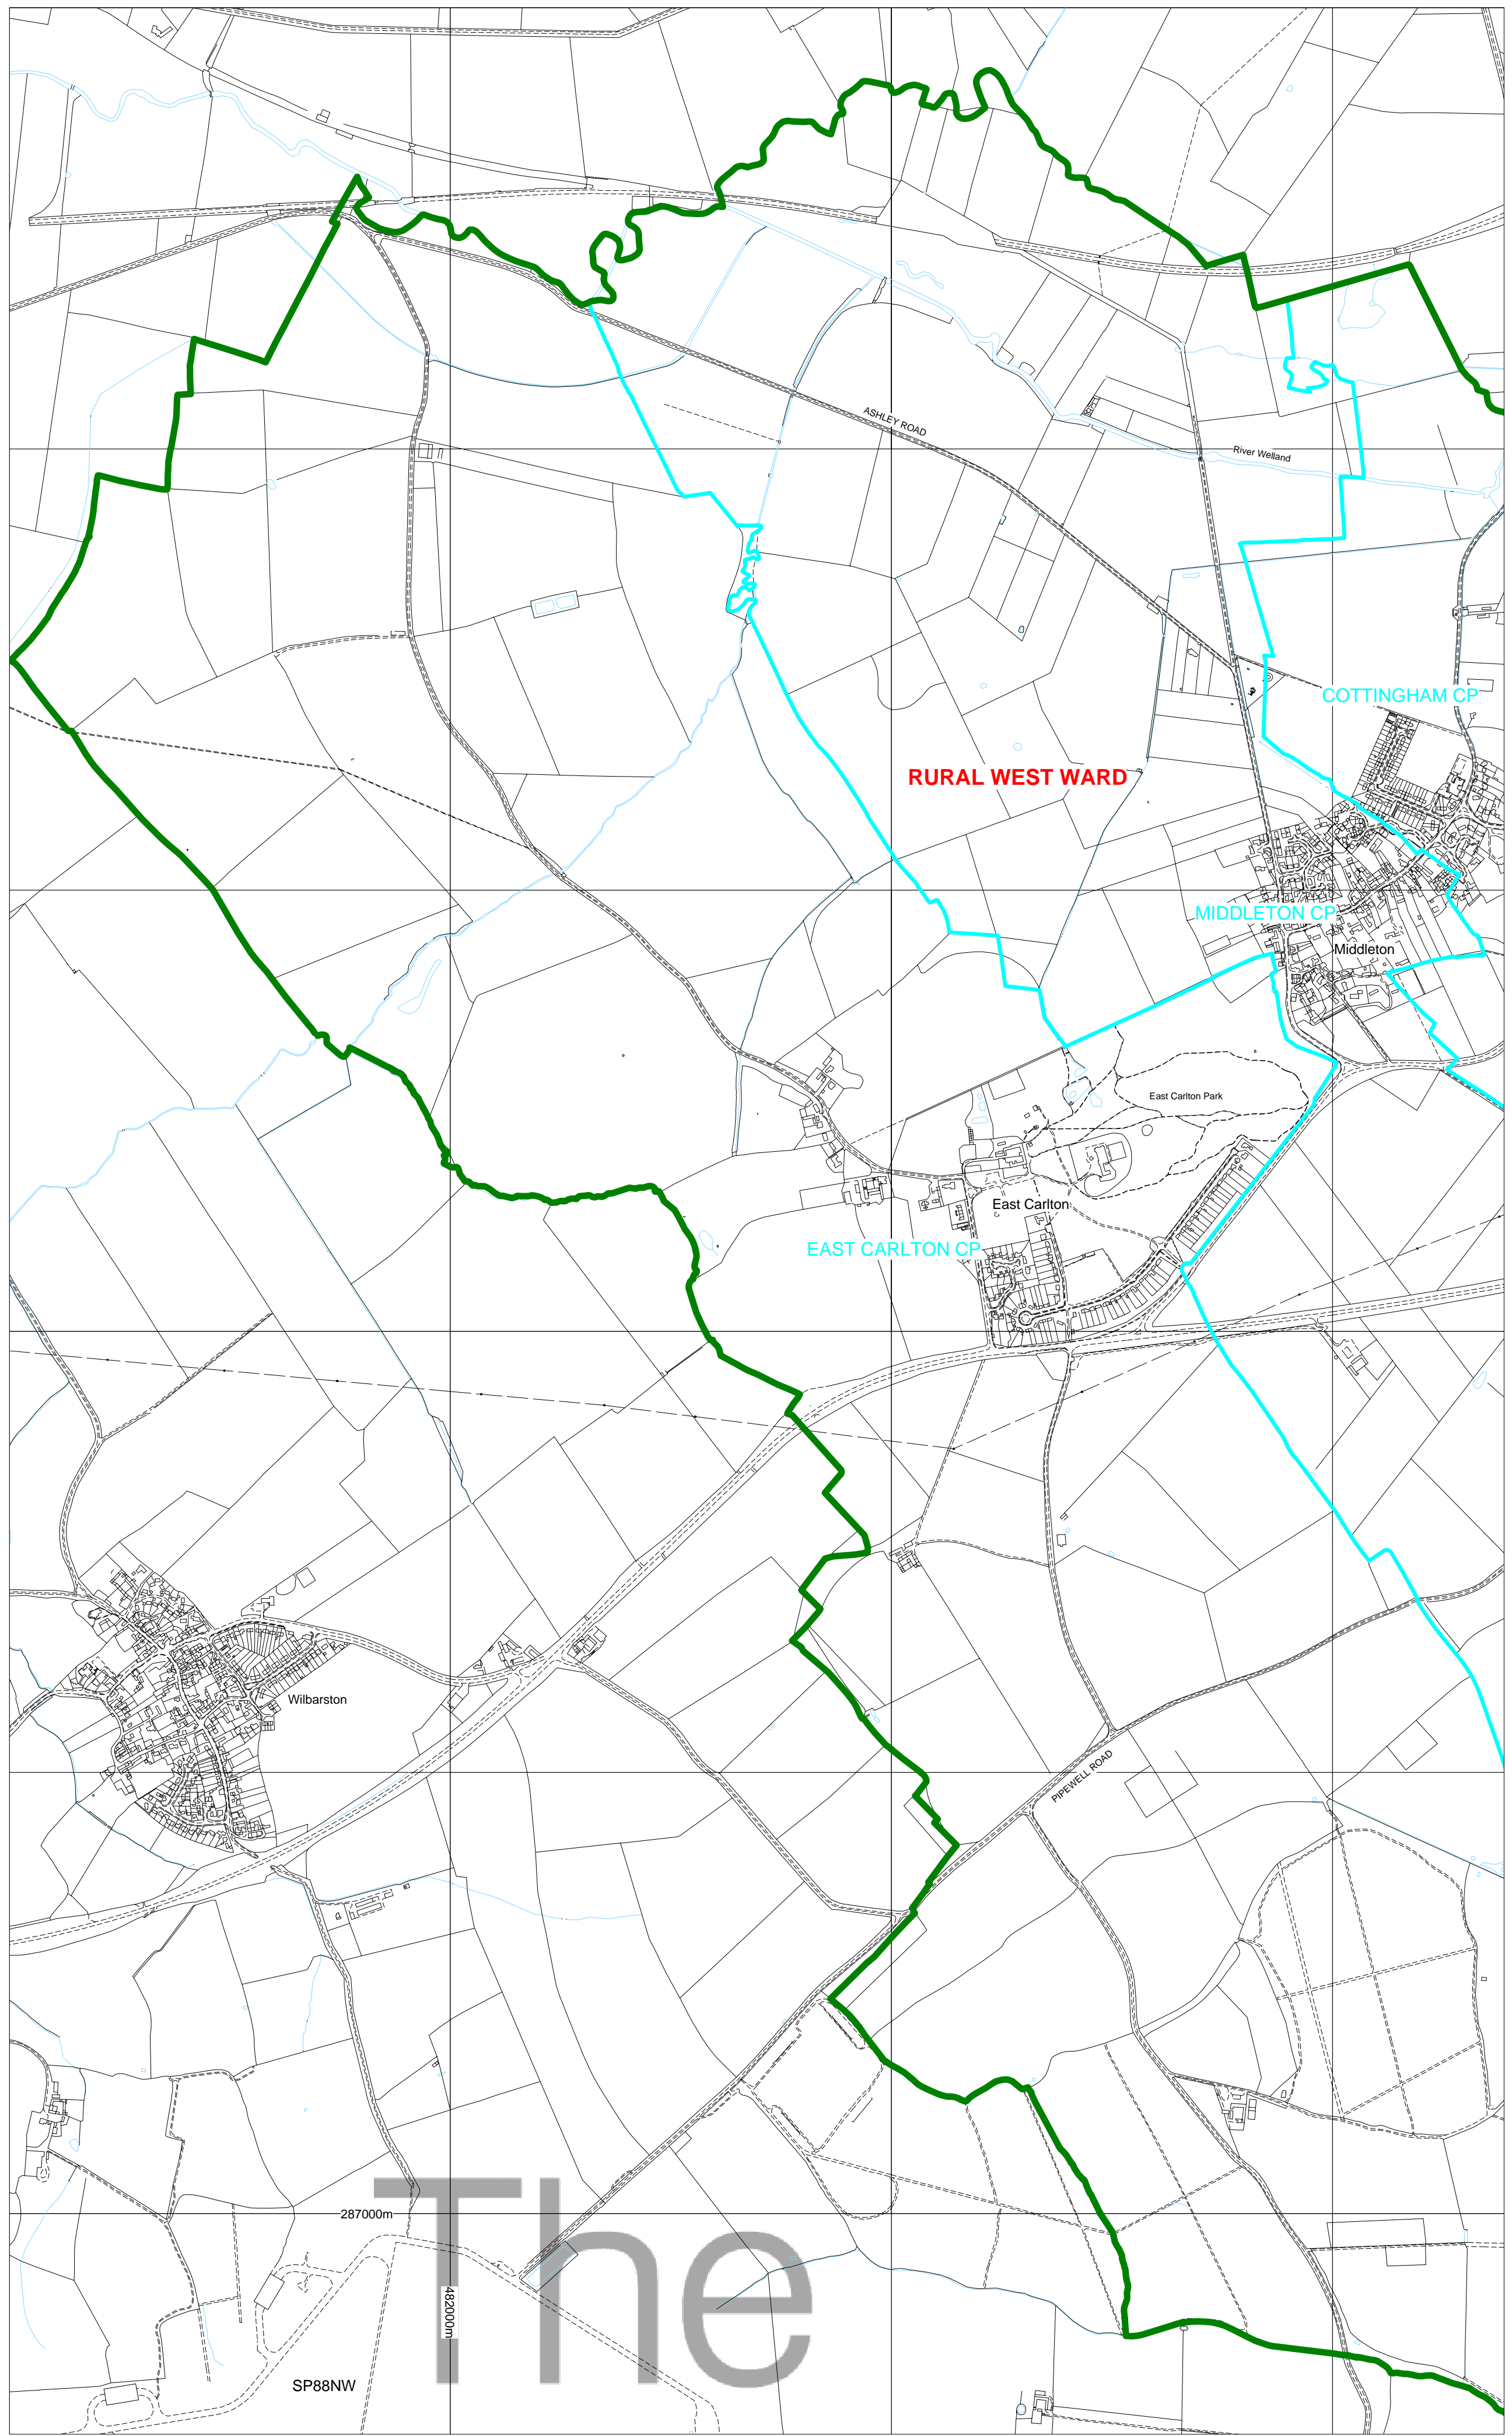 ASHLEY ROAD
River Welland
COTTINGHAM CP
RURAL WEST WARD
MIDDLETON CP
Middleton
East Carlton Park
East Carlton
EAST CARLTON CP
Wilbarston
PIPEWELL ROAD
287000m
482000m
The
SP88NW